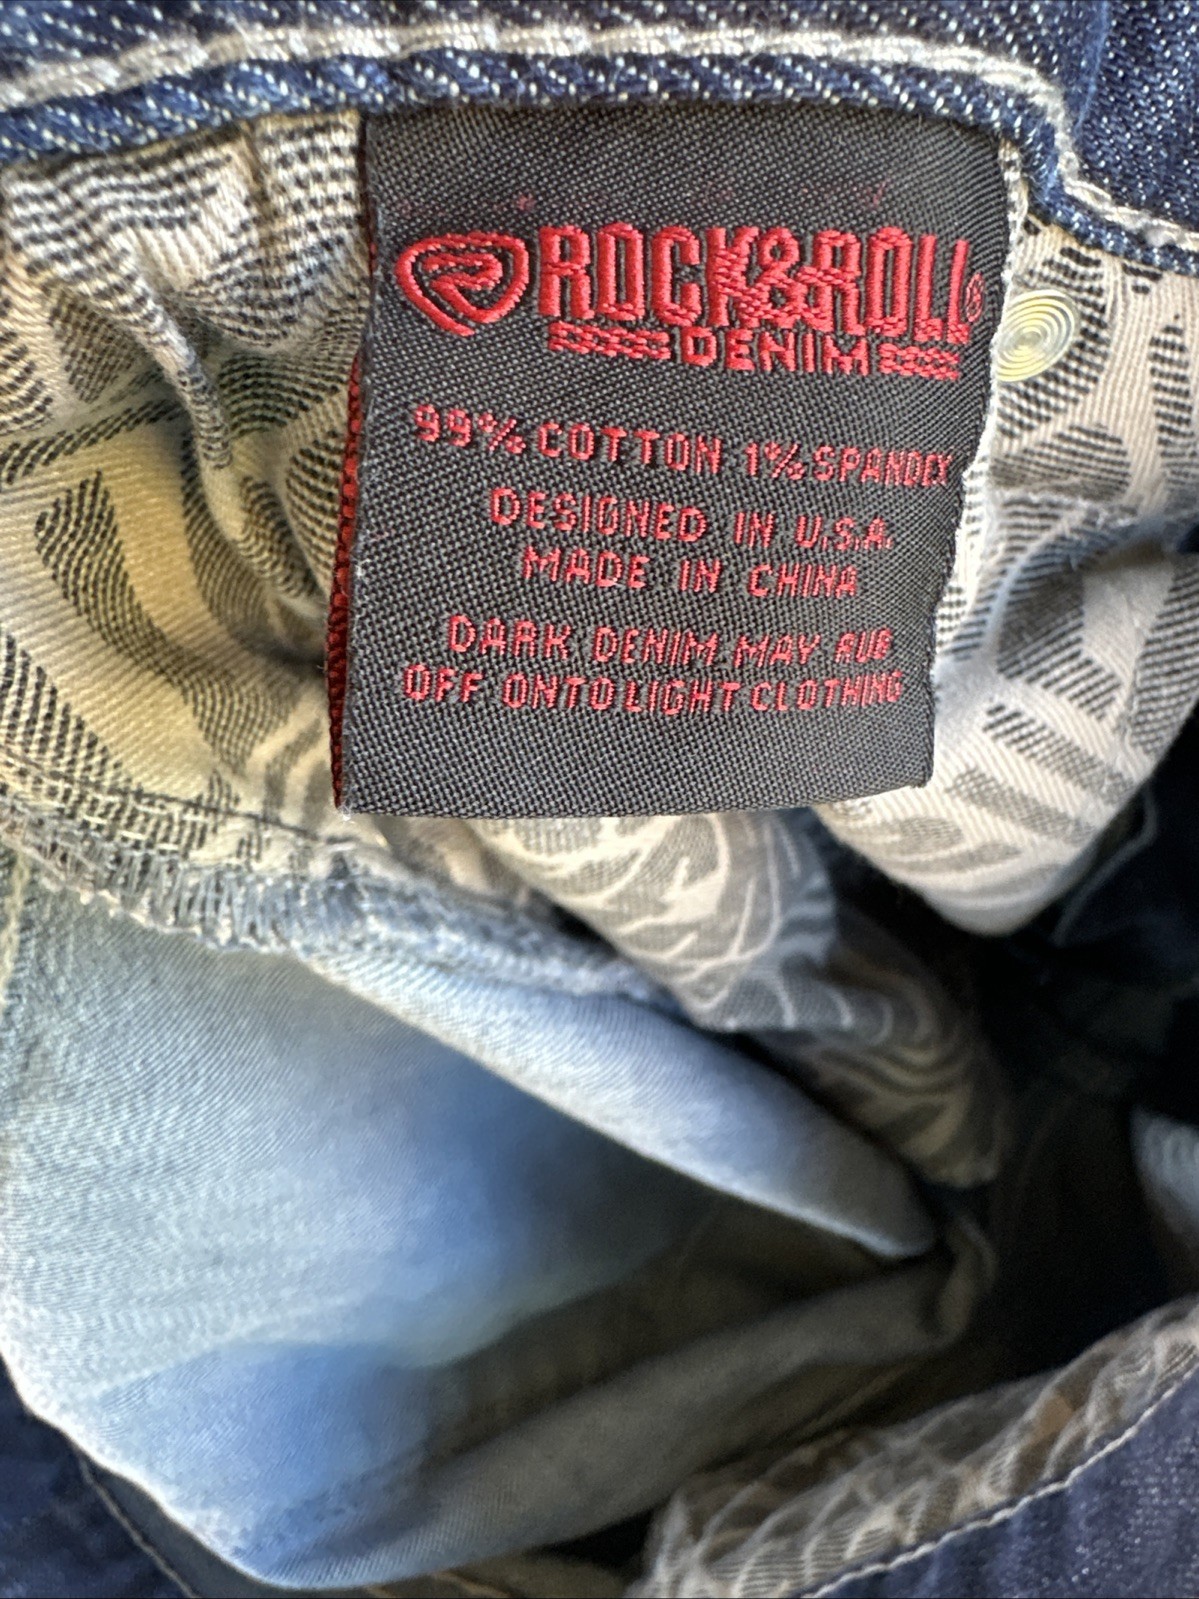 ROCK&ROLL®
DENIM
99% COTTON 1% SPANDEX
DESIGNED IN U.S.A.
MADE IN CHINA
DARK DENIM MAY RUB
OFF ONTO LIGHT CLOTHING